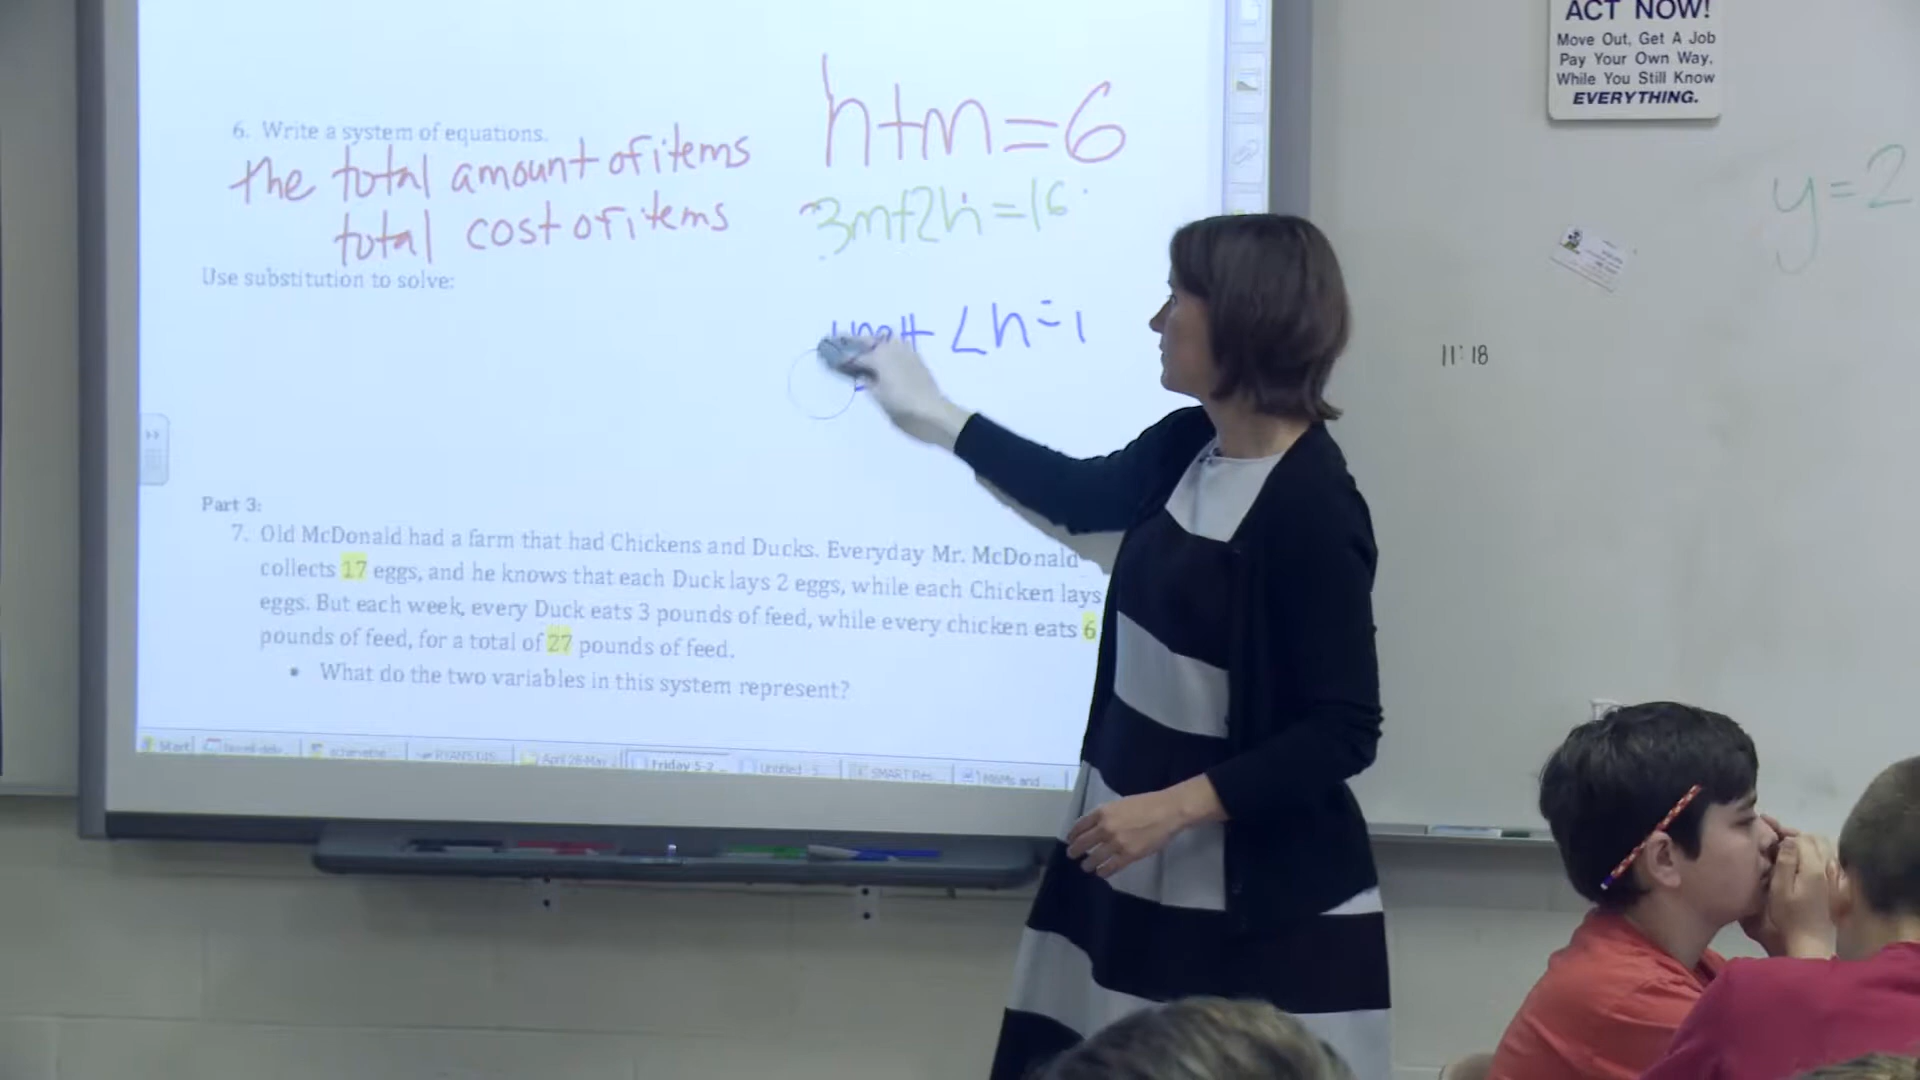 ACT NOW!
Move Out, Get A Job
Pay Your Own Way,
While You Still Know
EVERYTHING.
h+m=6
6. Write a system of equations.
the total amount of items
3m+2h=16
total cost of items
Use substitution to solve:
h=1
y=2
11:18
Part 3:
7. Old McDonald had a farm that had Chickens and Ducks. Everyday Mr. McDonald
collects 17 eggs, and he knows that each Duck lays 2 eggs, while each Chicken lays
eggs. But each week, every Duck eats 3 pounds of feed, while every chicken eats 6
pounds of feed, for a total of 27 pounds of feed.
• What do the two variables in this system represent?
Start
April 28-May
Friday 5-2 ...
Untitled - S
SMART Res...